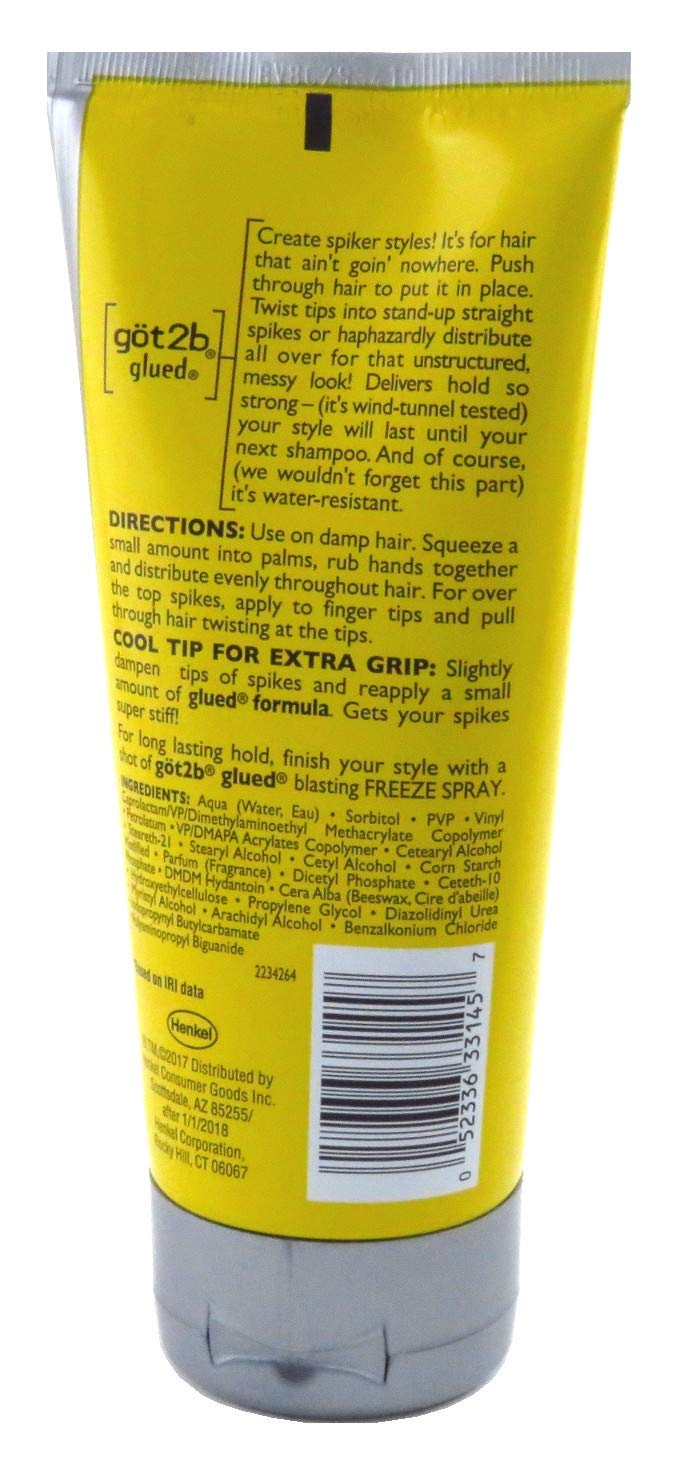 Create spiker styles! It's for hair
that ain't goin' nowhere. Push
through hair to put it in place.
Twist tips into stand-up straight
spikes or haphazardly distribute
all over for that unstructured,
messy look! Delivers hold so
strong – (it's wind-tunnel tested)
your style will last until your
next shampoo. And of course,
(we wouldn't forget this part)
it's water-resistant.
göt2b®
glued®
DIRECTIONS: Use on damp hair. Squeeze a
small amount into palms, rub hands together
and distribute evenly throughout hair. For over
the top spikes, apply to finger tips and pull
through hair twisting at the tips.
COOL TIP FOR EXTRA GRIP: Slightly
dampen tips of spikes and reapply a small
amount of glued® formula. Gets your spikes
super stiff!
For long lasting hold, finish your style with a
shot of göt2b® glued® blasting FREEZE SPRAY.
INGREDIENTS: Aqua (Water, Eau) • Sorbitol • PVP • Vinyl
Caprolactam/VP/Dimethylaminoethyl Methacrylate Copolymer
• Petrolatum • VP/DMAPA Acrylates Copolymer • Cetearyl Alcohol
• Steareth-21 • Stearyl Alcohol • Cetyl Alcohol • Corn Starch
Modified • Parfum (Fragrance) • Dicetyl Phosphate • Ceteth-10
Phosphate • DMDM Hydantoin • Cera Alba (Beeswax, Cire d'abeille)
• Hydroxyethylcellulose • Propylene Glycol • Diazolidinyl Urea
• Myristyl Alcohol • Arachidyl Alcohol • Benzalkonium Chloride
• Iodopropynyl Butylcarbamate
• Polyaminopropyl Biguanide
Based on IRI data
2234264
Henkel
®TM,©2017 Distributed by
Henkel Consumer Goods Inc.
Scottsdale, AZ 85255/
after 1/1/2018
Henkel Corporation,
Rocky Hill, CT 06067
0 52336 33145 7